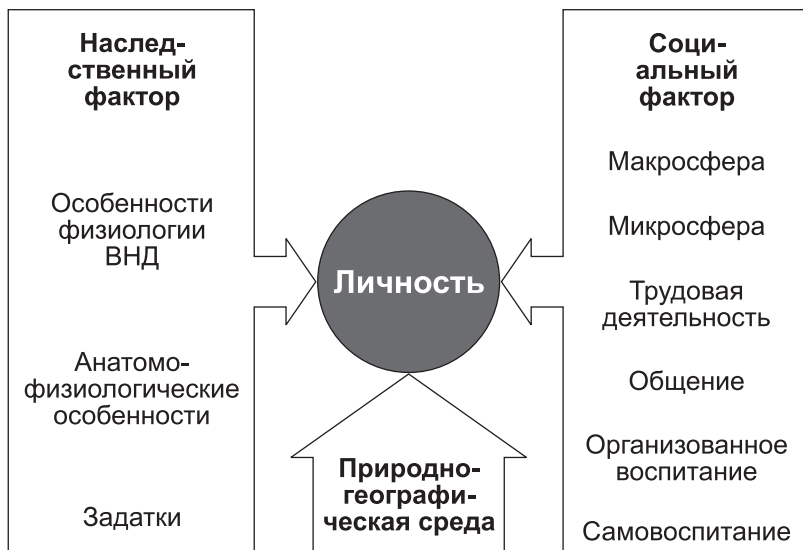 Наслед-
ственный
фактор
Особенности
физиологии
ВНД
Анатомо-
физиологические
особенности
Задатки
Личность
Природно-
географи-
ческая среда
Соци-
альный
фактор
Макросфера
Микросфера
Трудовая
деятельность
Общение
Организованное
воспитание
Самовоспитание